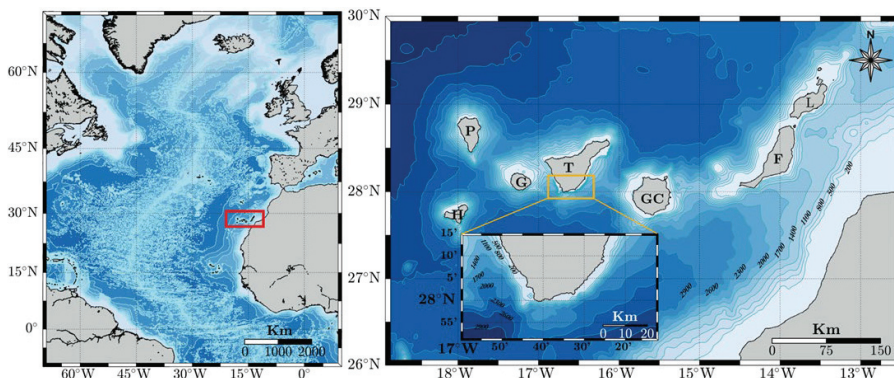 60°N
45°N
30°N
15°N
0°
60°W
45°W
30°W
15°W
0°
Km
0 1000 2000
30°N
29°N
28°N
27°N
26°N
18°W
17°W
16°W
15°W
14°W
13°W
N
P
G
T
GC
H
L
F
200
500
800
1100
1400
1700
2000
2300
2600
2900
15'
10'
5'
28°N
55'
17°W
50'
40'
30'
20'
Km
0 10 20
Km
0 75 150